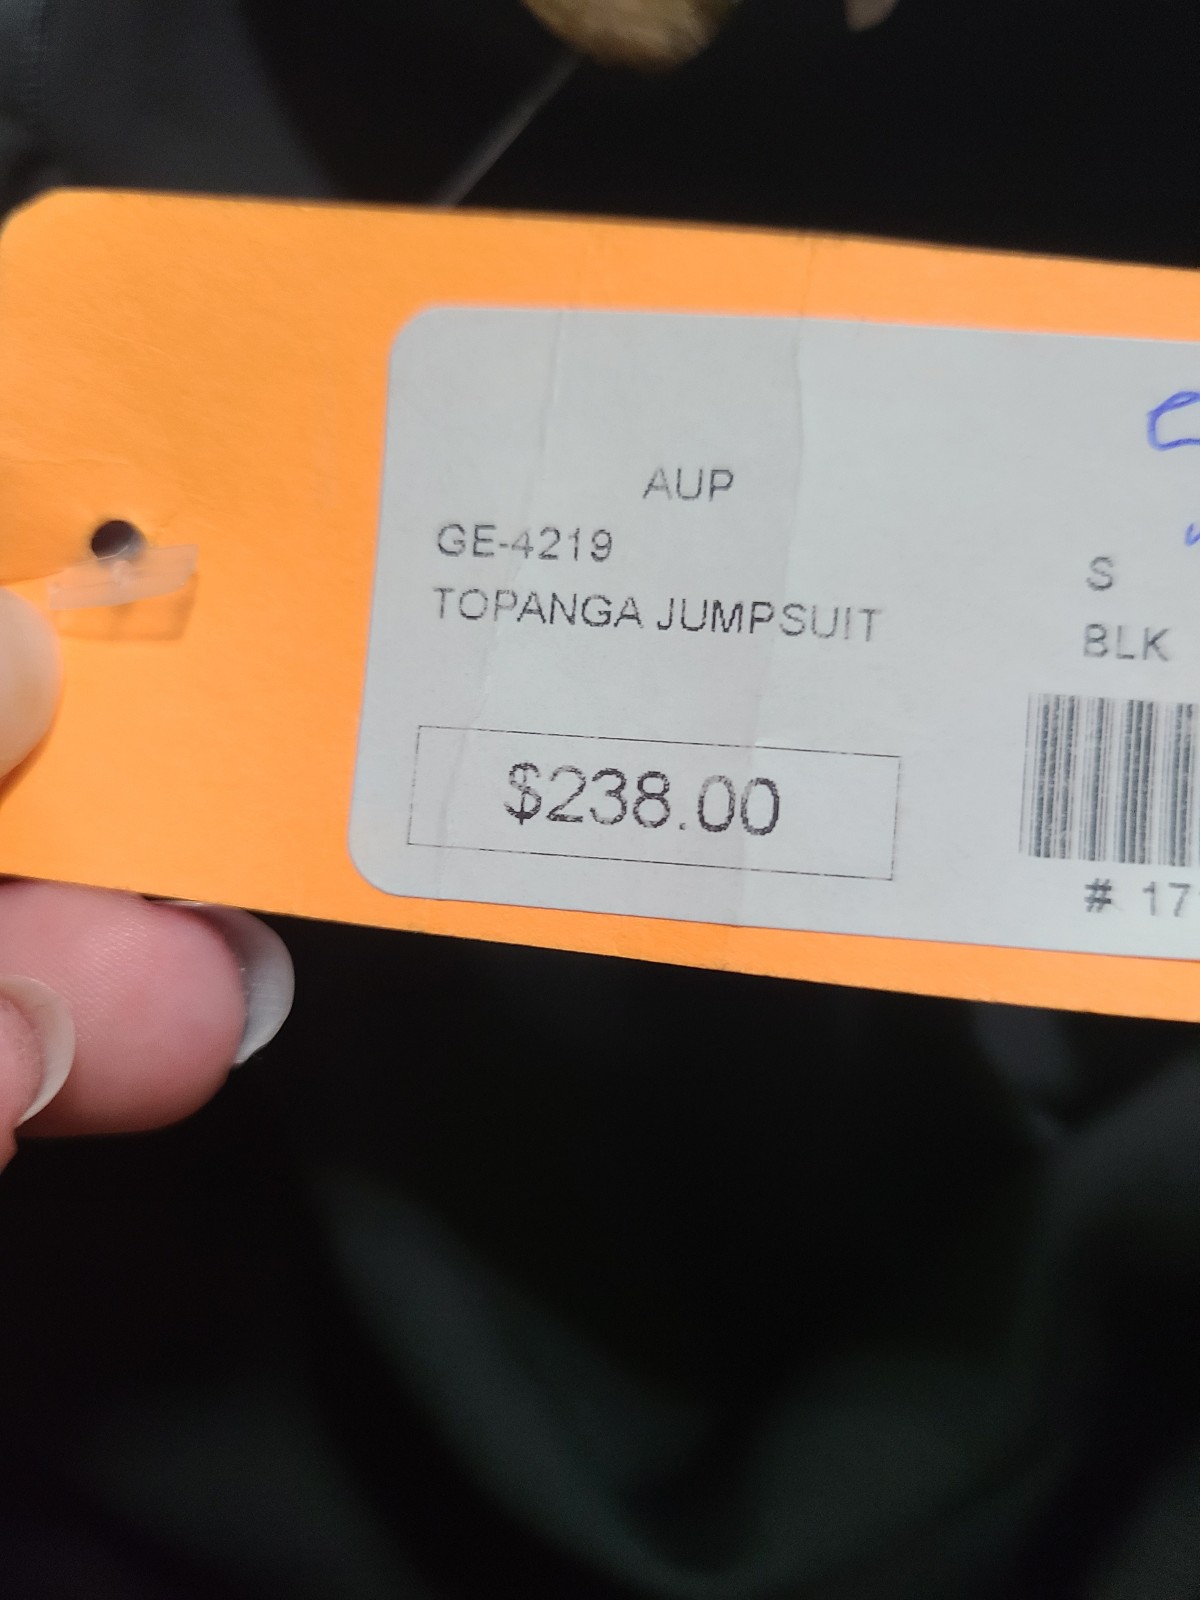 AUP
GE-4219
TOPANGA JUMPSUIT
S
BLK
$238.00
# 17